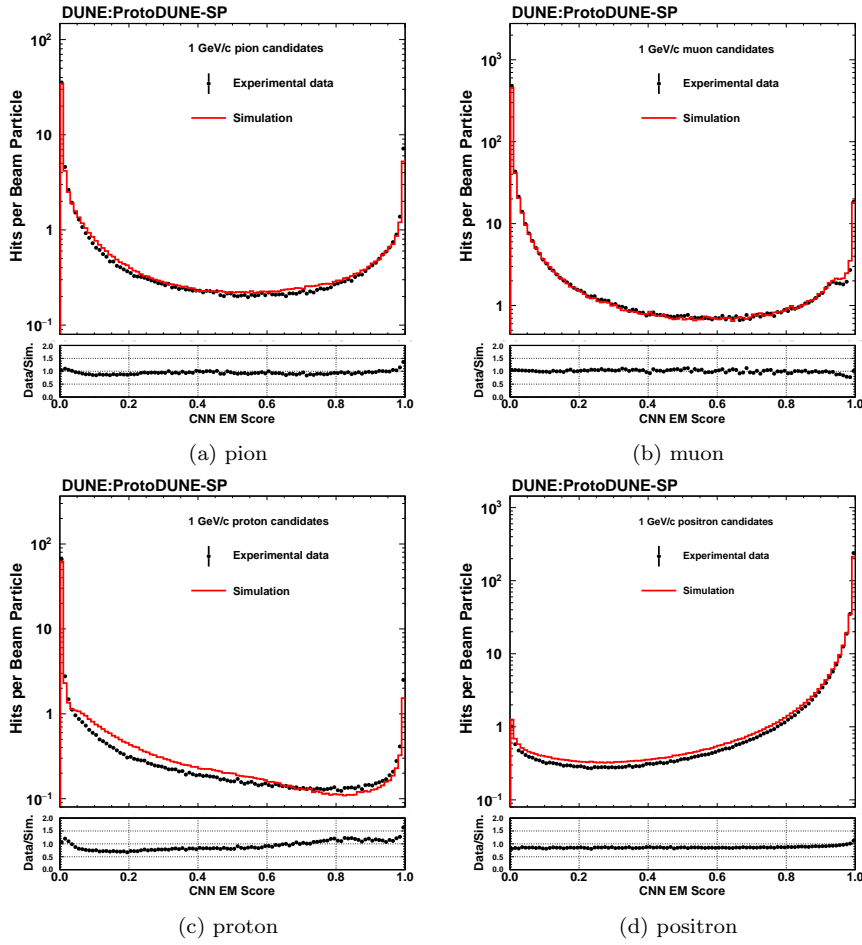 DUNE:ProtoDUNE-SP
10²
1 GeV/c pion candidates
Experimental data
Simulation
10
1
10⁻¹
Hits per Beam Particle
2.0
1.5
1.0
0.5
0.0
Data/Sim.
0.0 0.2 0.4 0.6 0.8 1.0
CNN EM Score
(a) pion
DUNE:ProtoDUNE-SP
10³
1 GeV/c muon candidates
Experimental data
Simulation
10²
10
1
Hits per Beam Particle
2.0
1.5
1.0
0.5
0.0
Data/Sim.
0.0 0.2 0.4 0.6 0.8 1.0
CNN EM Score
(b) muon
DUNE:ProtoDUNE-SP
1 GeV/c proton candidates
10²
Experimental data
Simulation
10
1
10⁻¹
Hits per Beam Particle
2.0
1.5
1.0
0.5
0.0
Data/Sim.
0.0 0.2 0.4 0.6 0.8 1.0
CNN EM Score
(c) proton
DUNE:ProtoDUNE-SP
10³
1 GeV/c positron candidates
Experimental data
Simulation
10²
10
1
10⁻¹
Hits per Beam Particle
2.0
1.5
1.0
0.5
0.0
Data/Sim.
0.0 0.2 0.4 0.6 0.8 1.0
CNN EM Score
(d) positron